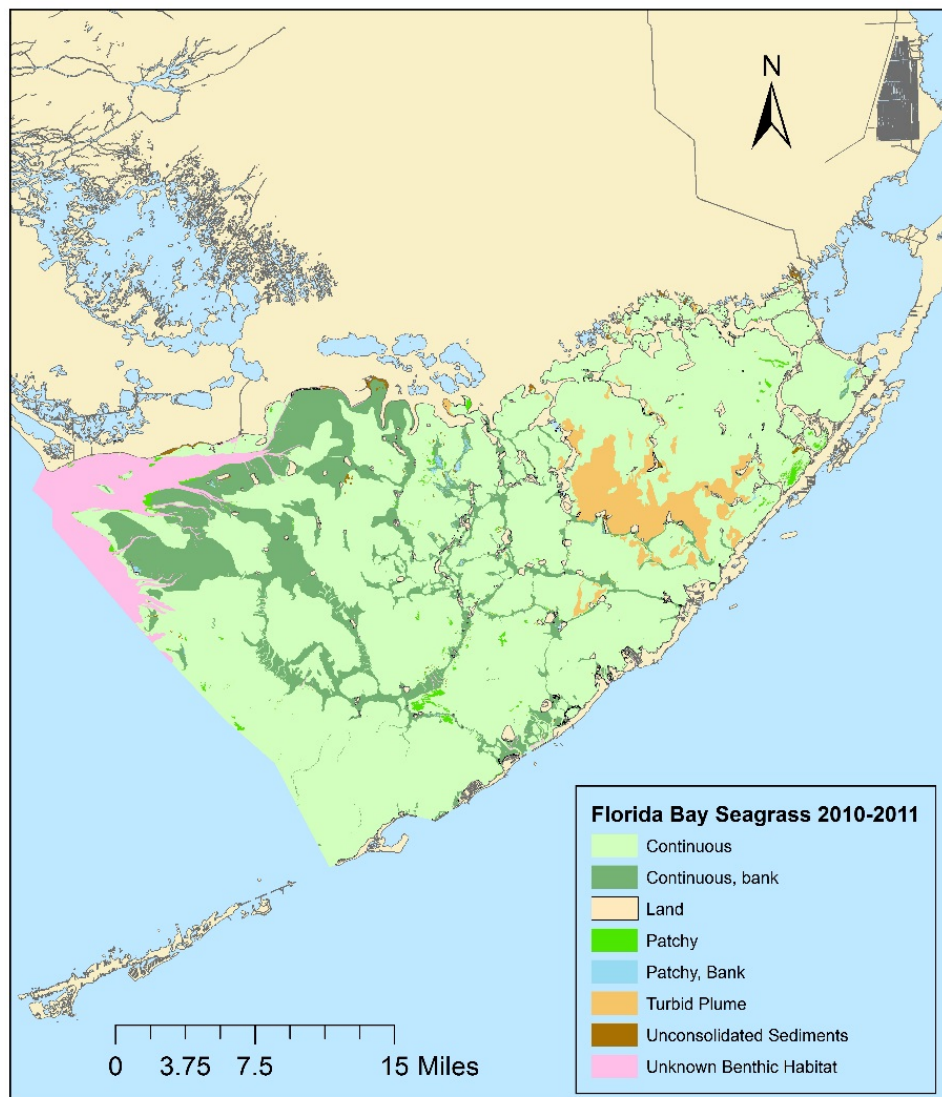 N
Florida Bay Seagrass 2010-2011
Continuous
Continuous, bank
Land
Patchy
Patchy, Bank
Turbid Plume
Unconsolidated Sediments
Unknown Benthic Habitat
0 3.75 7.5 15 Miles